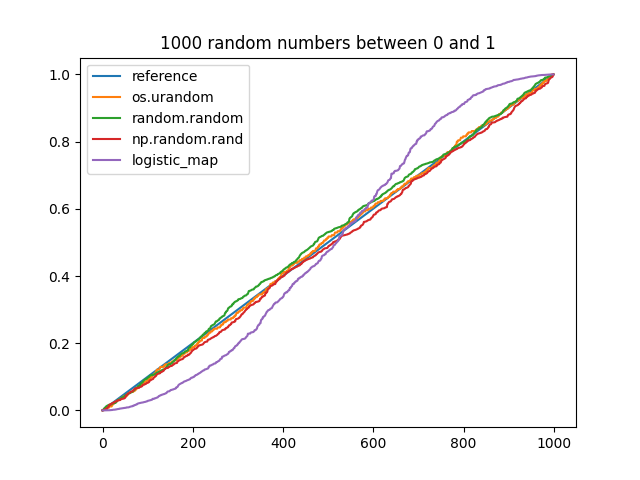 1000 random numbers between 0 and 1
reference
os.urandom
random.random
np.random.rand
logistic_map
1.0
0.8
0.6
0.4
0.2
0.0
0 200 400 600 800 1000